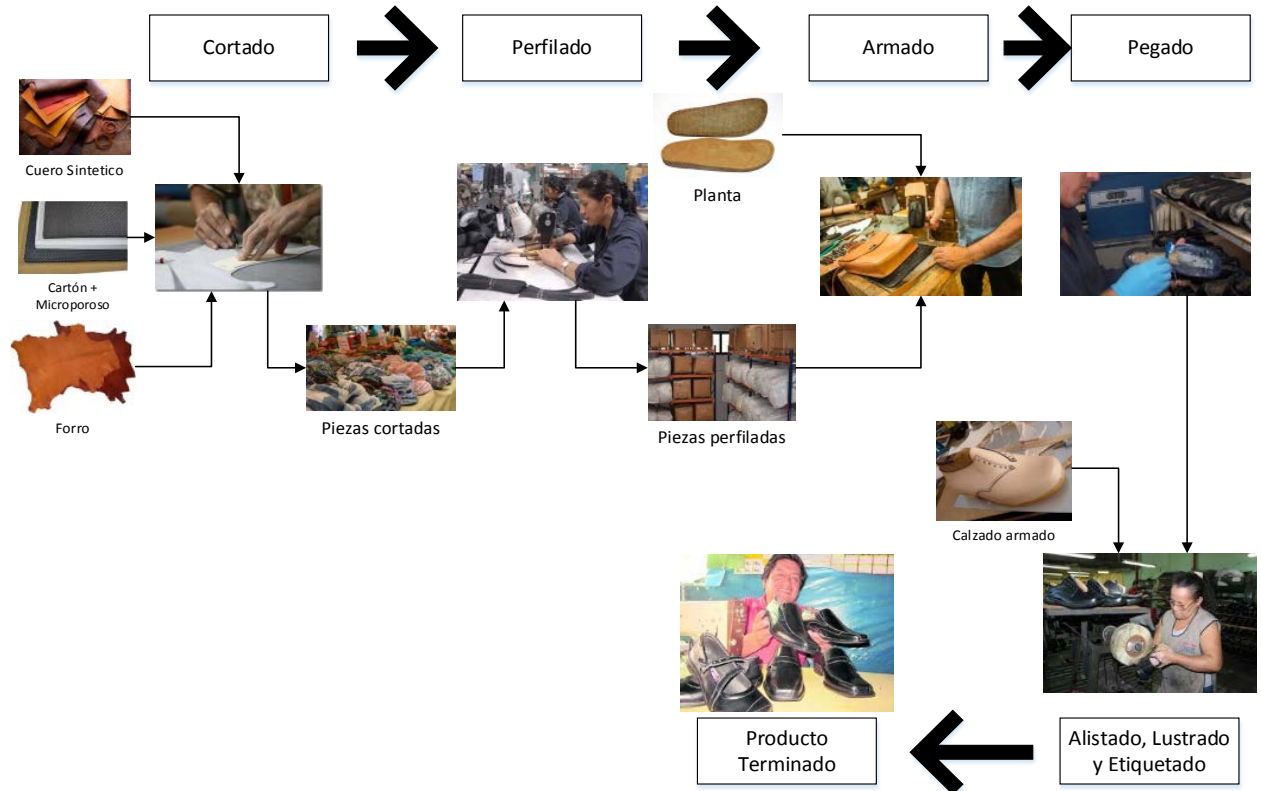 Cortado
Perfilado
Armado
Pegado
Cuero Sintetico
Planta
Cartón +
Microporoso
Forro
Piezas cortadas
Piezas perfiladas
Calzado armado
Producto
Terminado
Alistado, Lustrado
y Etiquetado